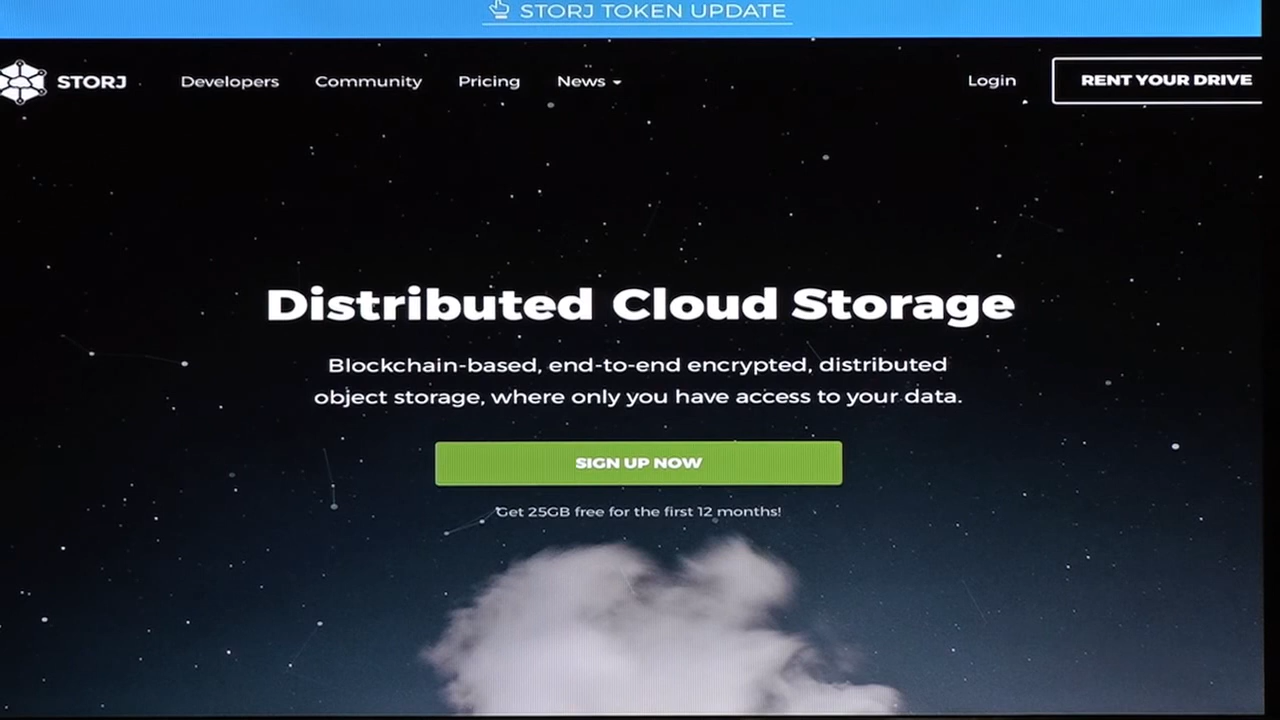 STORJ TOKEN UPDATE
STORJ Developers Community Pricing News Login RENT YOUR DRIVE
Distributed Cloud Storage
Blockchain-based, end-to-end encrypted, distributed
object storage, where only you have access to your data.
SIGN UP NOW
Get 25GB free for the first 12 months!